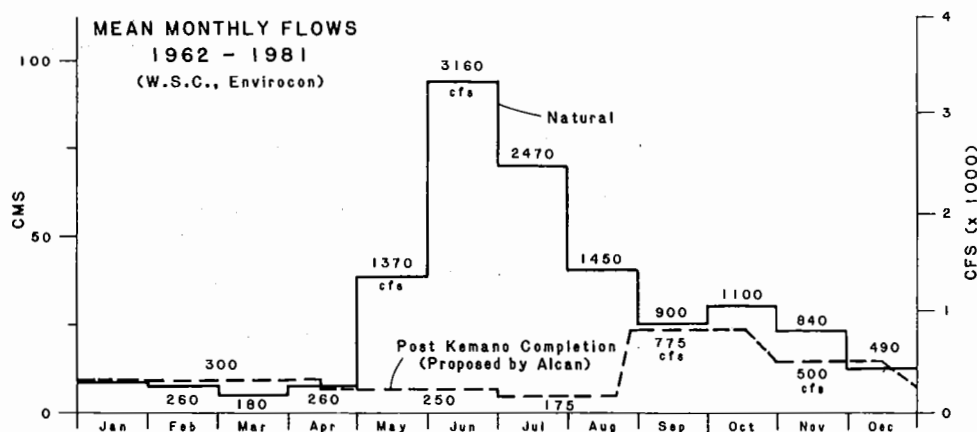 MEAN MONTHLY FLOWS
1962 - 1981
(W.S.C., Envirocon)
100
50
0
CMS
4
3
2
1
0
CFS (x 1000)
3160
cfs
Natural
2470
1370
cfs
1450
900
1100
840
490
Post Kemano Completion
(Proposed by Alcan)
775
cfs
500
cfs
300
260
180
260
250
175
Jan Feb Mar Apr May Jun Jul Aug Sep Oct Nov Dec